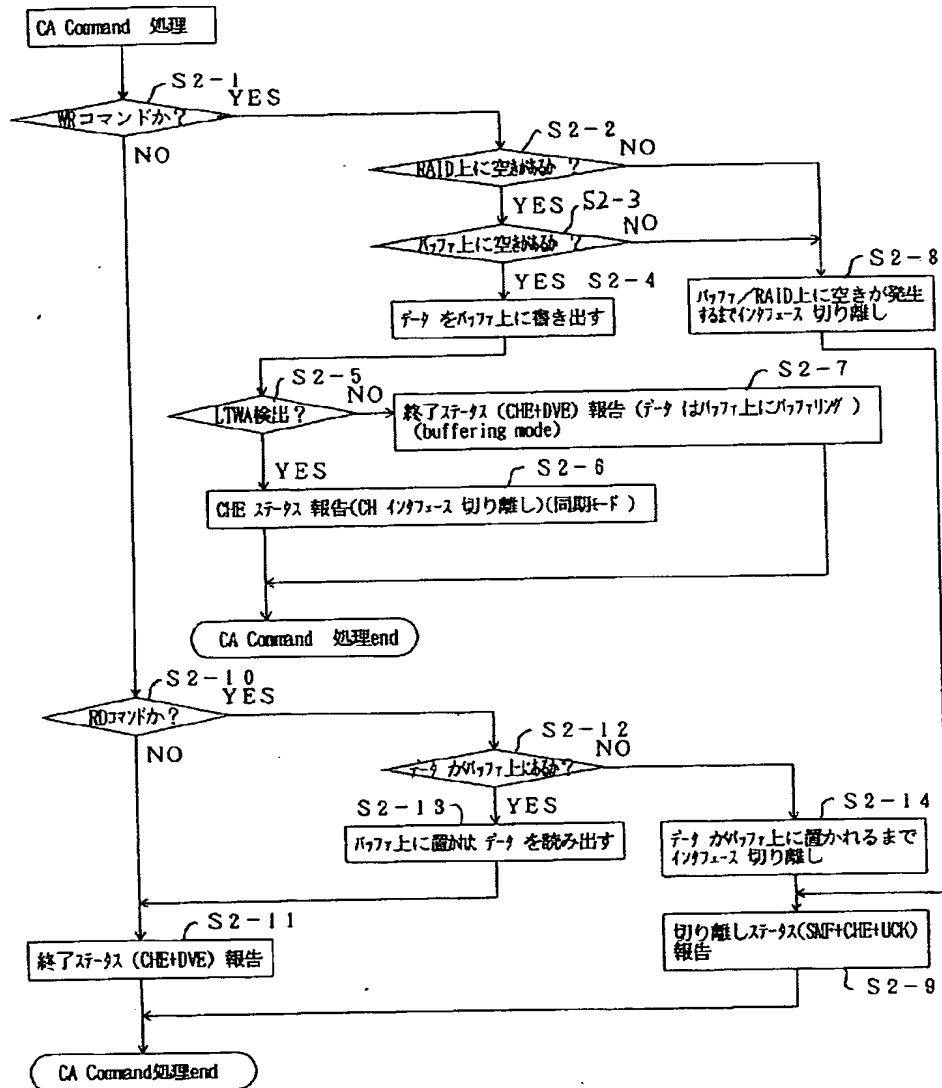 CA Command 処理
S2-1
YES
WRコマンドか?
NO
S2-2
NO
RAID上に空きがあるか?
YES
S2-3
NO
バッファ上に空きがあるか?
YES
S2-4
S2-8
データ をバッファ上に書き出す
バッファ/RAID上に空きが発生
するまでインタフェース 切り離し
S2-5
NO
S2-7
LTWA検出?
終了ステータス (CHE+DVE) 報告 (データ はバッファ上にバッファリング )
(buffering mode)
YES
S2-6
CHE ステータス 報告(CH インタフェース 切り離し)(同期モード )
CA Command 処理end
S2-10
YES
RDコマンドか?
NO
S2-12
NO
データ がバッファ上にあるか?
S2-13
YES
S2-14
バッファ上に データ を読み出す
データ がバッファ上に置かれるまで
インタフェース 切り離し
S2-11
終了ステータス (CHE+DVE) 報告
切り離しステータス(SMF+CHE+UCK)
報告
S2-9
CA Command処理end